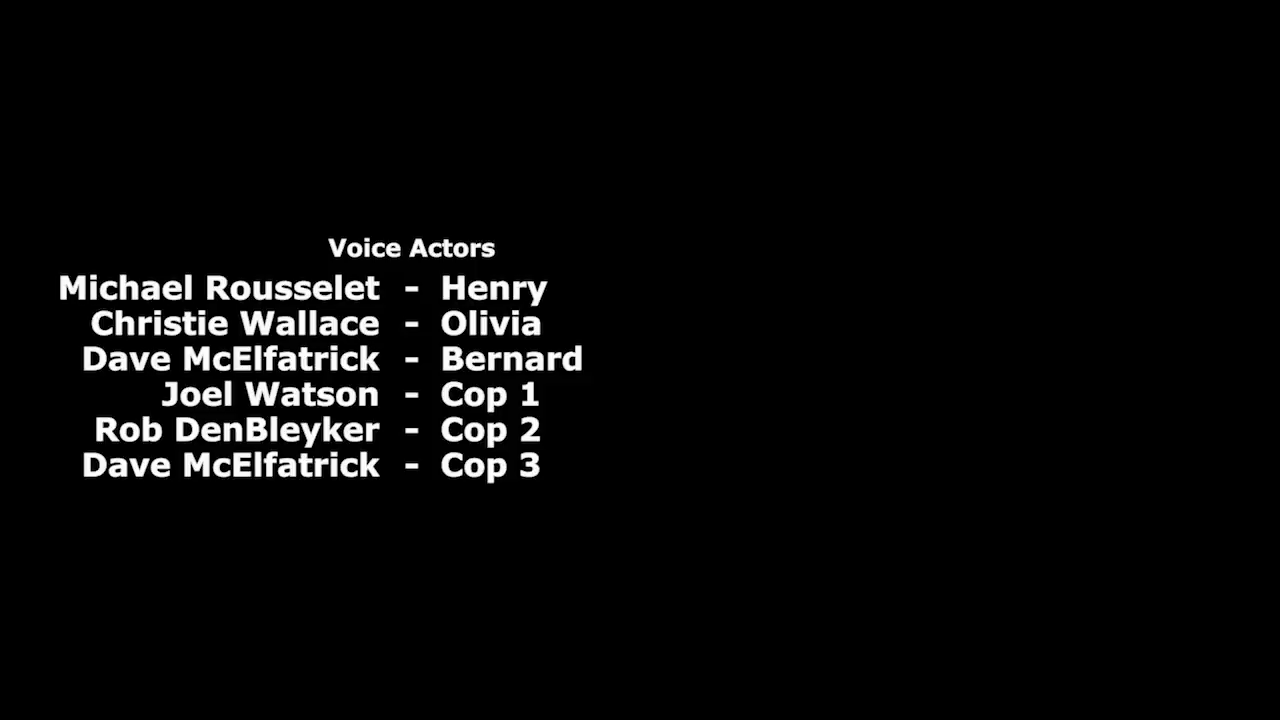 Voice Actors
Michael Rousselet - Henry
Christie Wallace - Olivia
Dave McElfatrick - Bernard
Joel Watson - Cop 1
Rob DenBleyker - Cop 2
Dave McElfatrick - Cop 3